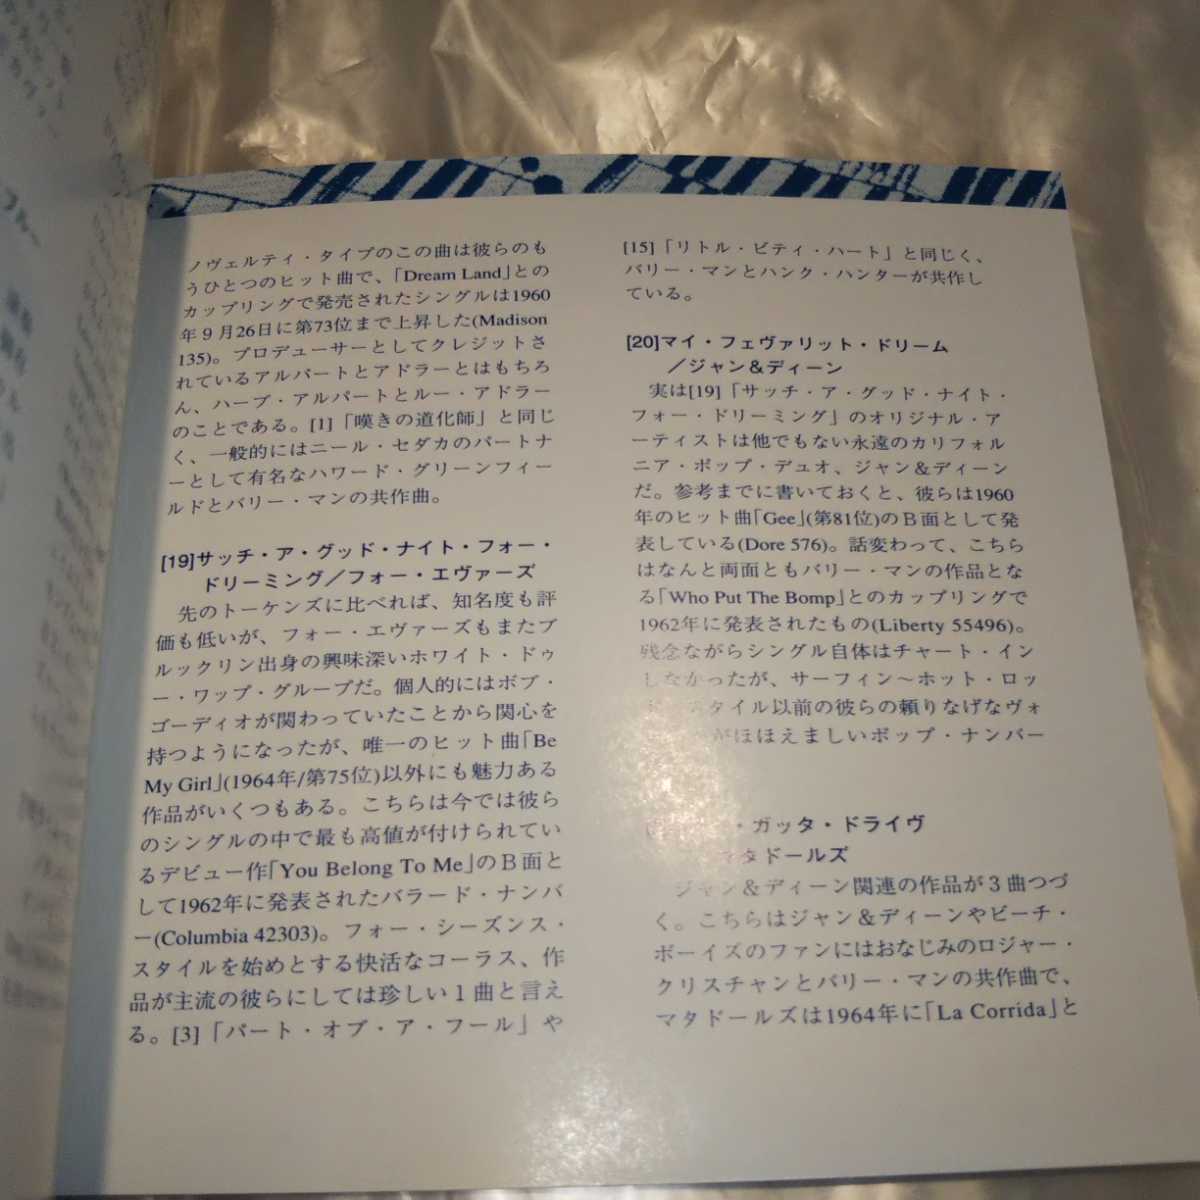 ノヴェルティ・タイプのこの曲は彼らのも
うひとつのヒット曲で、「Dream Land」との
カップリングで発売されたシングルは1960
年9月26日に第73位まで上昇した(Madison
135)。プロデューサーとしてクレジットさ
れているアルパートとアドラーとはもちろ
ん、ハーブ・アルパートとルー・アドラー
のことである。[1]「嘆きの道化師」と同じ
く、一般的にはニール・セダカのパートナ
ーとして有名なハワード・グリーンフィー
ルドとバリー・マンの共作曲。
[19]サッチ・ア・グッド・ナイト・フォー・
ドリーミング／フォー・エヴァーズ
先のトーケンズに比べれば、知名度も評
価も低いが、フォー・エヴァーズもまたブ
ルックリン出身の興味深いホワイト・ドゥ
ー・ワップ・グループだ。個人的にはボブ・
ゴーディオが関わっていたことから関心を
持つようになったが、唯一のヒット曲「Be
My Girl」(1964年/第75位)以外にも魅力ある
作品がいくつもある。こちらは今では彼ら
のシングルの中で最も高値が付けられてい
るデビュー作「You Belong To Me」のB面と
して1962年に発表されたバラード・ナンバ
ー(Columbia 42303)。フォー・シーズンス・
スタイルを始めとする快活なコーラス、作
品が主流の彼らにしては珍しい1曲と言え
る。[3]「パート・オブ・ア・フール」や
[15]「リトル・ビティ・ハート」と同じく、
バリー・マンとハンク・ハンターが共作し
ている。
[20]マイ・フェヴァリット・ドリーム
／ジャン＆ディーン
実は[19]「サッチ・ア・グッド・ナイト・
フォー・ドリーミング」のオリジナル・ア
ーティストは他でもない永遠のカリフォル
ニア・ポップ・デュオ、ジャン＆ディーン
だ。参考までに書いておくと、彼らは1960
年のヒット曲「Gee」(第81位)のB面として発
表している(Dore 576)。話変わって、こちら
はなんと両面ともバリー・マンの作品とな
る「Who Put The Bomp」とのカップリングで
1962年に発表されたもの(Liberty 55496)。
残念ながらシングル自体はチャート・イン
しなかったが、サーフィン～ホット・ロッ
タイル以前の彼らの頼りなげなヴォ
がほほえましいポップ・ナンバー
・ガッタ・ドライヴ
マタドールズ
ジャン＆ディーン関連の作品が3曲つづ
く。こちらはジャン＆ディーンやビーチ・
ボーイズのファンにはおなじみのロジャー・
クリスチャンとバリー・マンの共作曲で、
マタドールズは1964年に「La Corrida」と